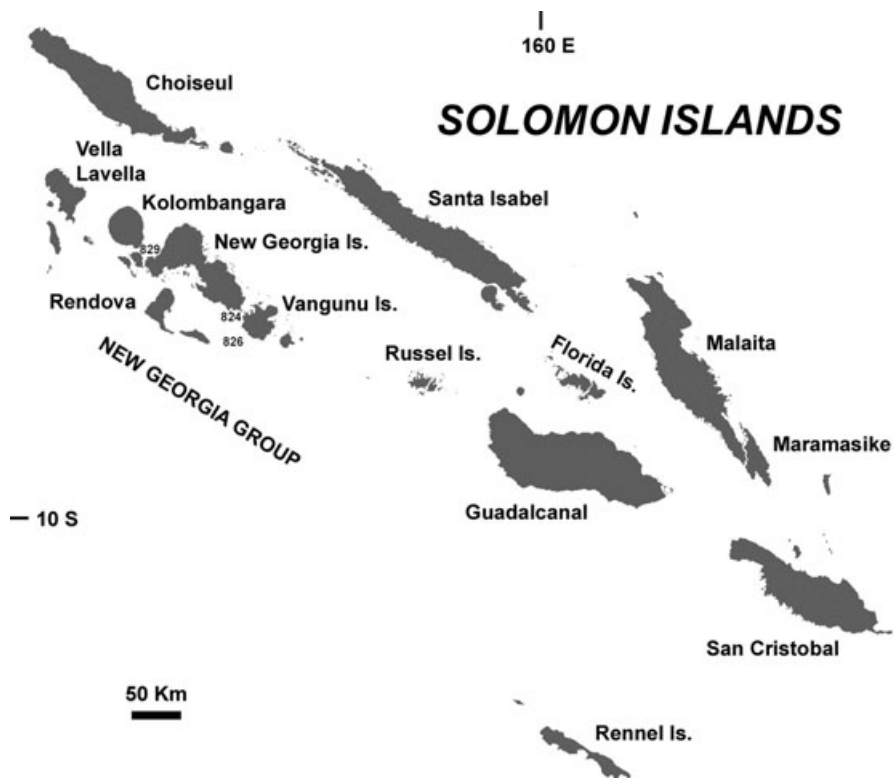 160 E
Choiseul
SOLOMON ISLANDS
Vella
Lavella
Kolombangara
Santa Isabel
829
New Georgia Is.
Rendova
824
Vangunu Is.
826
NEW GEORGIA GROUP
Russel Is.
Florida Is.
Malaita
Maramasike
10 S
Guadalcanal
San Cristobal
50 Km
Rennel Is.